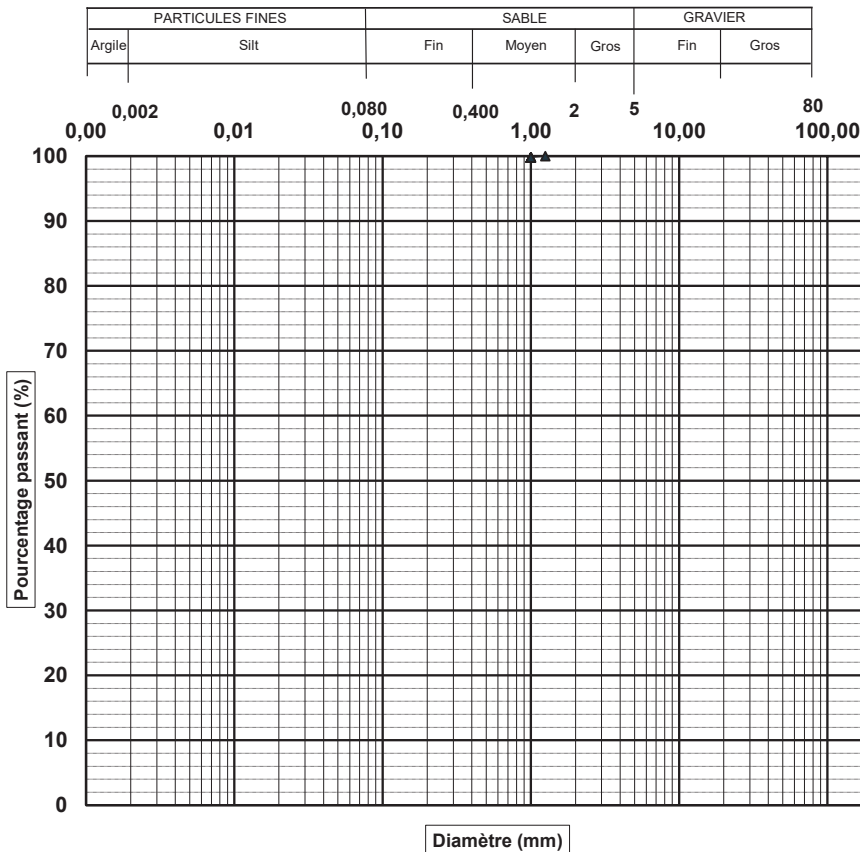 PARTICULES FINES SABLE GRAVIER
Argile Silt Fin Moyen Gros Fin Gros
0,002 0,080 0,400 2 5 80
0,00 0,01 0,10 1,00 10,00 100,00
100
90
80
70
60
50
40
30
20
10
0
Pourcentage passant (%)
Diamètre (mm)